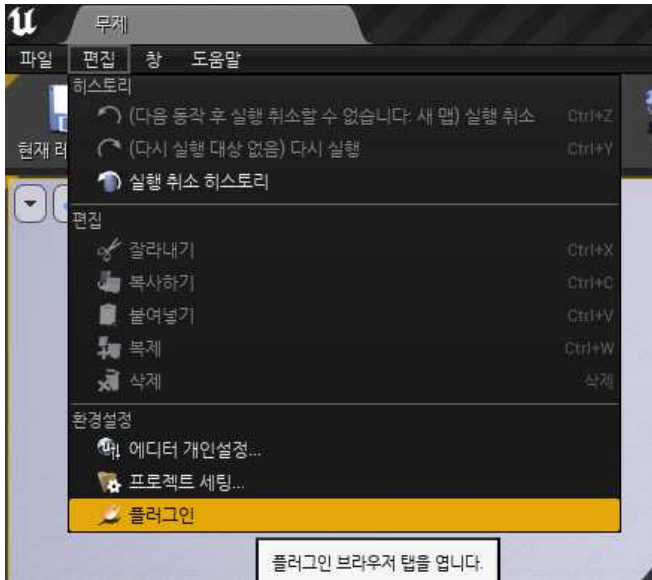 무제
파일 편집 창 도움말
히스토리
(다음 동작 후 실행 취소할 수 없습니다: 새 맵) 실행 취소 Ctrl+Z
현재 레
(다시 실행 대상 없음) 다시 실행 Ctrl+Y
실행 취소 히스토리
편집
잘라내기 Ctrl+X
복사하기 Ctrl+C
붙여넣기 Ctrl+V
복제 Ctrl+W
삭제 삭제
환경설정
에디터 개인설정...
프로젝트 세팅...
플러그인
플러그인 브라우저 탭을 엽니다.